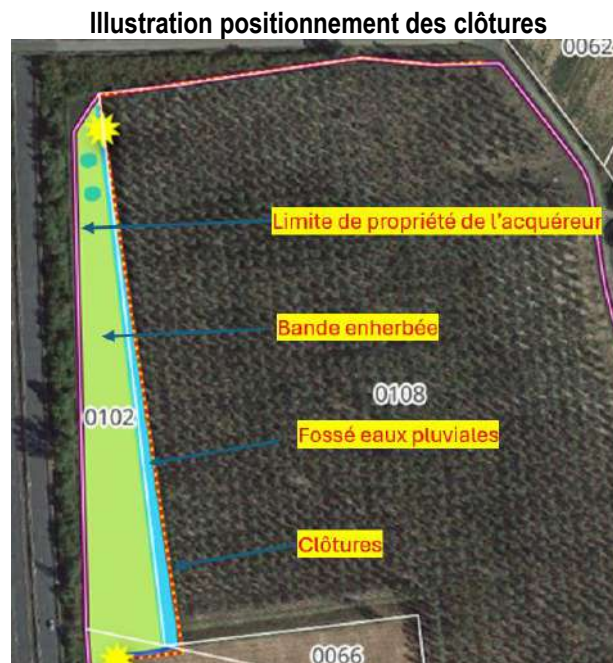 Illustration positionnement des clôtures
0062
Limite de propriété de l'acquéreur
Bande enherbée
0108
0102
Fossé eaux pluviales
Clôtures
0066